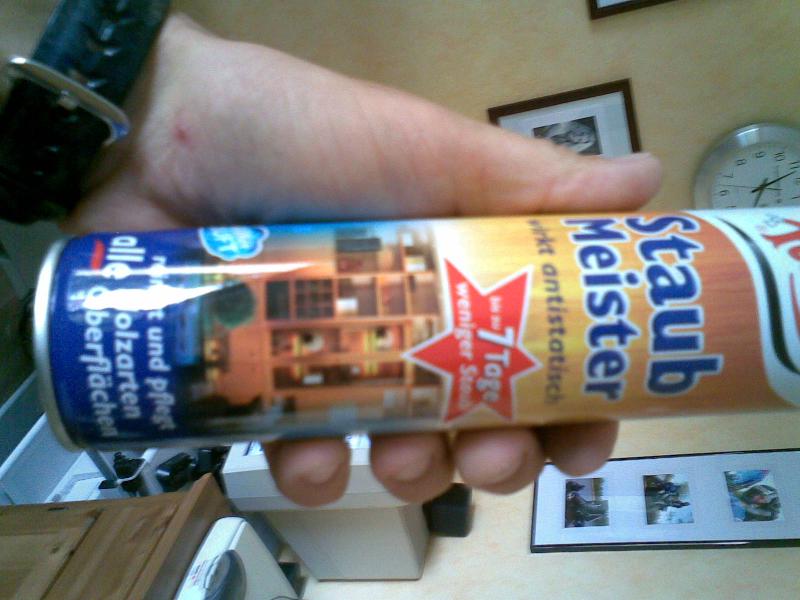 Staub
Meister
wirkt antistatisch
bis zu
7 Tage
weniger Staub
reinigt und pflegt
alle Holzarten
Oberflächen